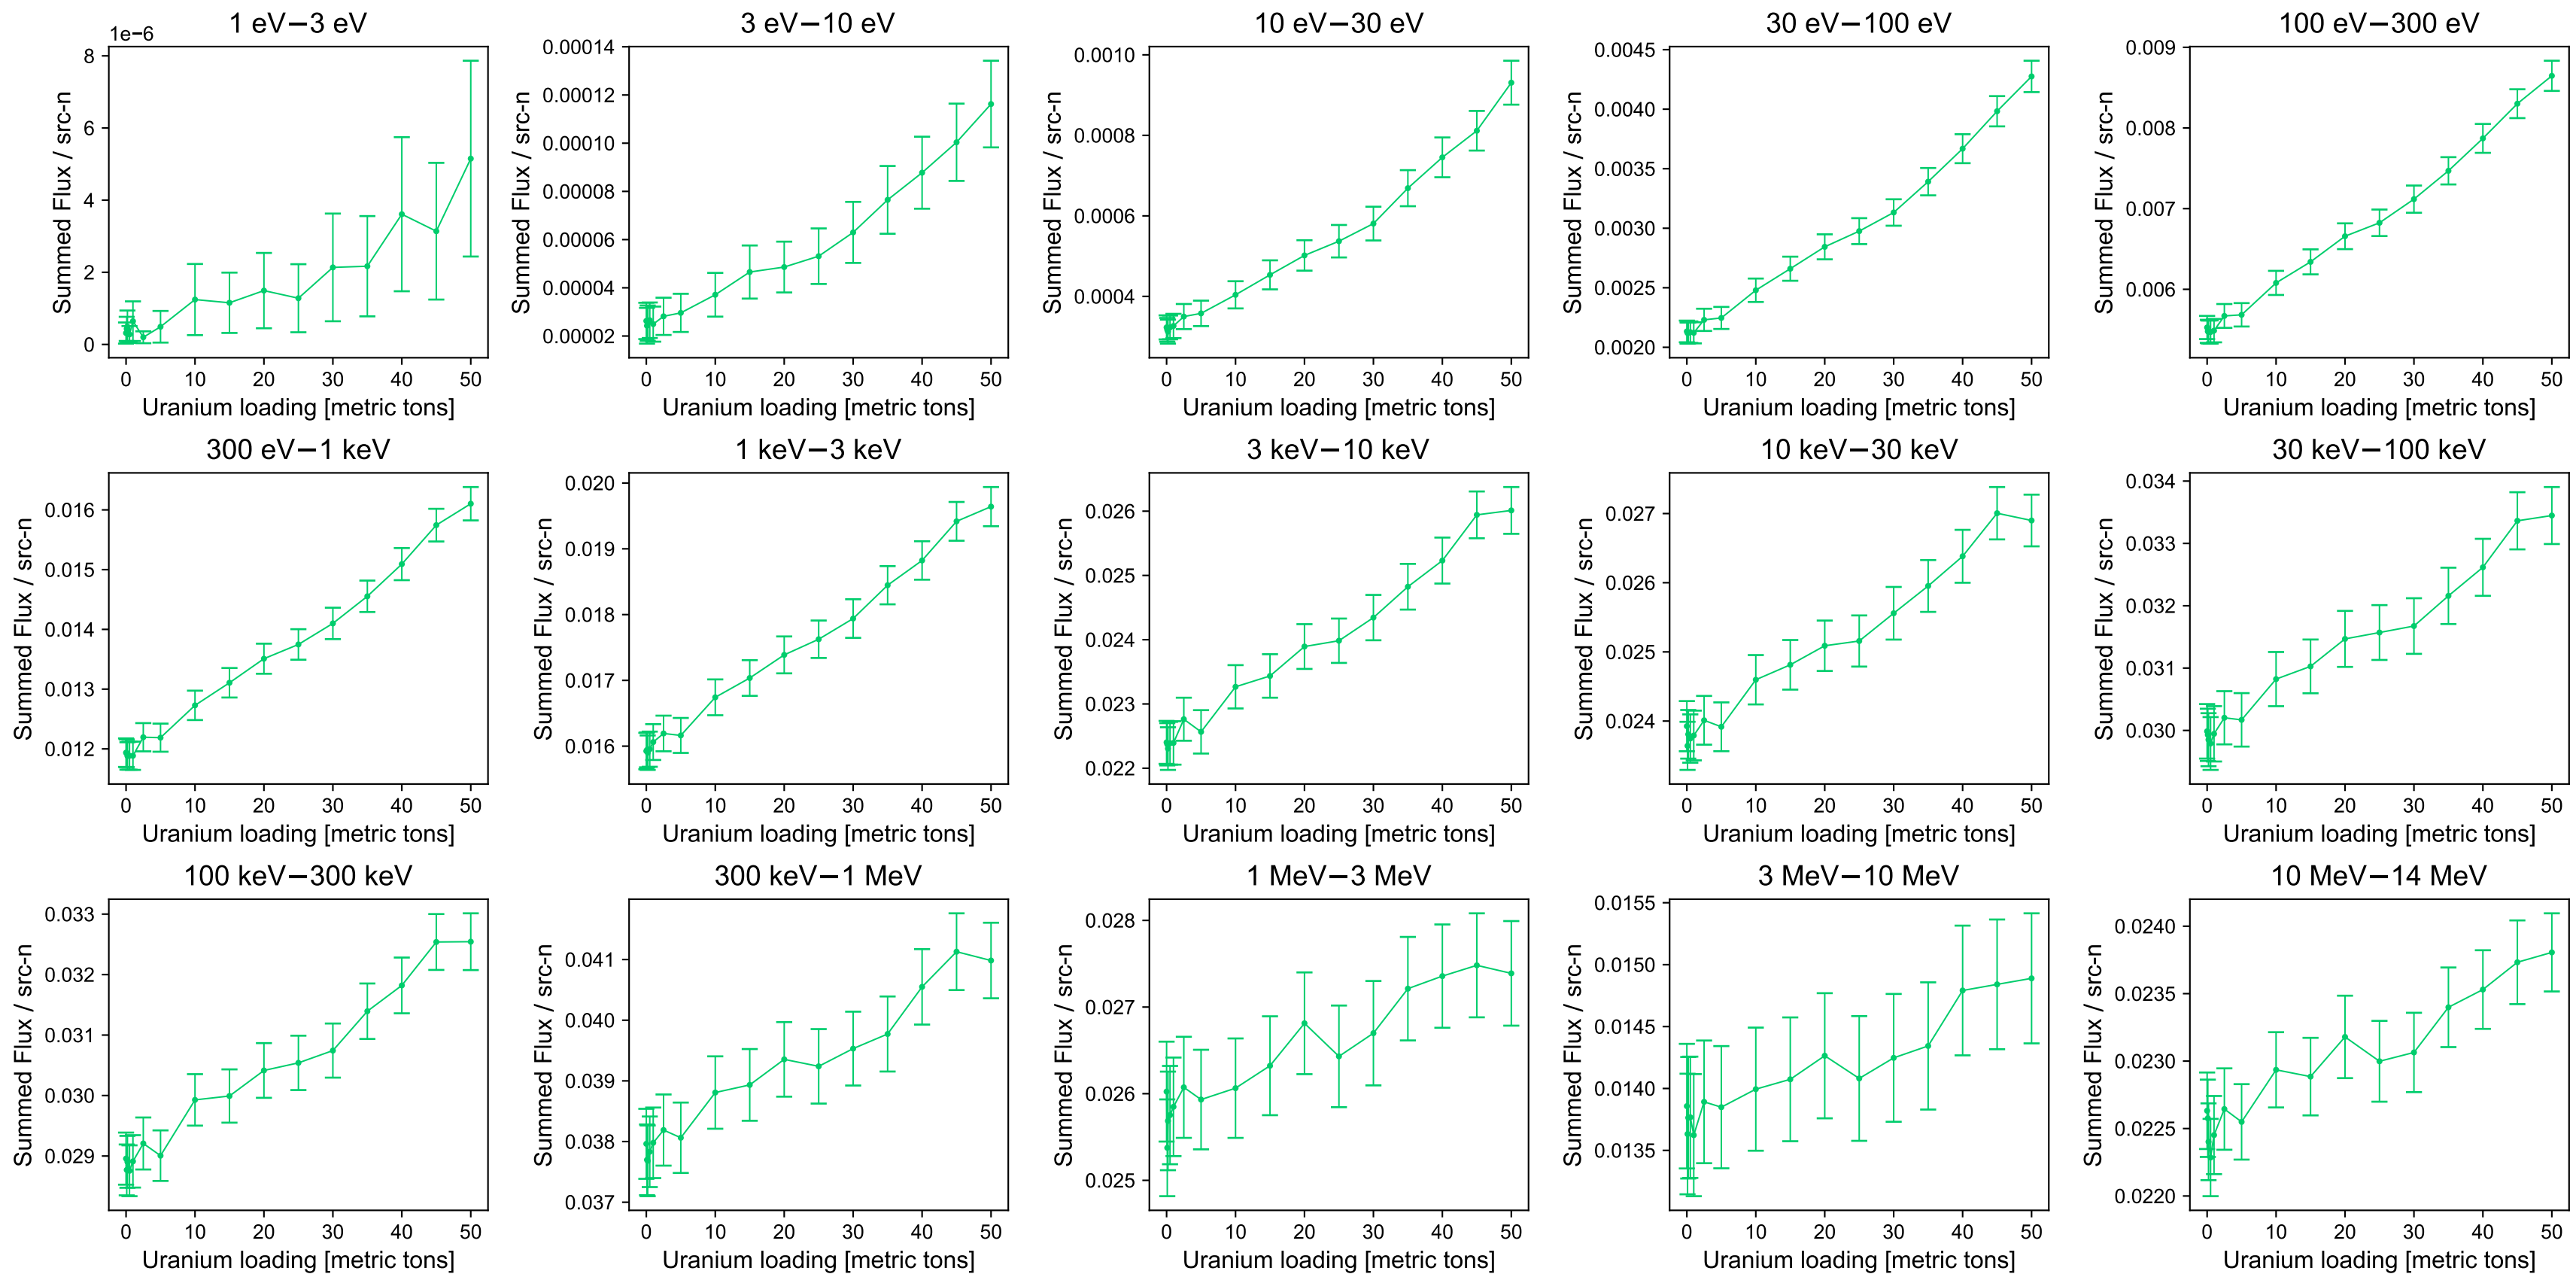 1 eV−3 eV
1e−6
8
6
4
2
0
Summed Flux / src-n
0 10 20 30 40 50
Uranium loading [metric tons]
3 eV−10 eV
0.00014
0.00012
0.00010
0.00008
0.00006
0.00004
0.00002
Summed Flux / src-n
0 10 20 30 40 50
Uranium loading [metric tons]
10 eV−30 eV
0.0010
0.0008
0.0006
0.0004
Summed Flux / src-n
0 10 20 30 40 50
Uranium loading [metric tons]
30 eV−100 eV
0.0045
0.0040
0.0035
0.0030
0.0025
0.0020
Summed Flux / src-n
0 10 20 30 40 50
Uranium loading [metric tons]
100 eV−300 eV
0.009
0.008
0.007
0.006
Summed Flux / src-n
0 10 20 30 40 50
Uranium loading [metric tons]
300 eV−1 keV
0.016
0.015
0.014
0.013
0.012
Summed Flux / src-n
0 10 20 30 40 50
Uranium loading [metric tons]
1 keV−3 keV
0.020
0.019
0.018
0.017
0.016
Summed Flux / src-n
0 10 20 30 40 50
Uranium loading [metric tons]
3 keV−10 keV
0.026
0.025
0.024
0.023
0.022
Summed Flux / src-n
0 10 20 30 40 50
Uranium loading [metric tons]
10 keV−30 keV
0.027
0.026
0.025
0.024
Summed Flux / src-n
0 10 20 30 40 50
Uranium loading [metric tons]
30 keV−100 keV
0.034
0.033
0.032
0.031
0.030
Summed Flux / src-n
0 10 20 30 40 50
Uranium loading [metric tons]
100 keV−300 keV
0.033
0.032
0.031
0.030
0.029
Summed Flux / src-n
0 10 20 30 40 50
Uranium loading [metric tons]
300 keV−1 MeV
0.041
0.040
0.039
0.038
0.037
Summed Flux / src-n
0 10 20 30 40 50
Uranium loading [metric tons]
1 MeV−3 MeV
0.028
0.027
0.026
0.025
Summed Flux / src-n
0 10 20 30 40 50
Uranium loading [metric tons]
3 MeV−10 MeV
0.0155
0.0150
0.0145
0.0140
0.0135
Summed Flux / src-n
0 10 20 30 40 50
Uranium loading [metric tons]
10 MeV−14 MeV
0.0240
0.0235
0.0230
0.0225
0.0220
Summed Flux / src-n
0 10 20 30 40 50
Uranium loading [metric tons]